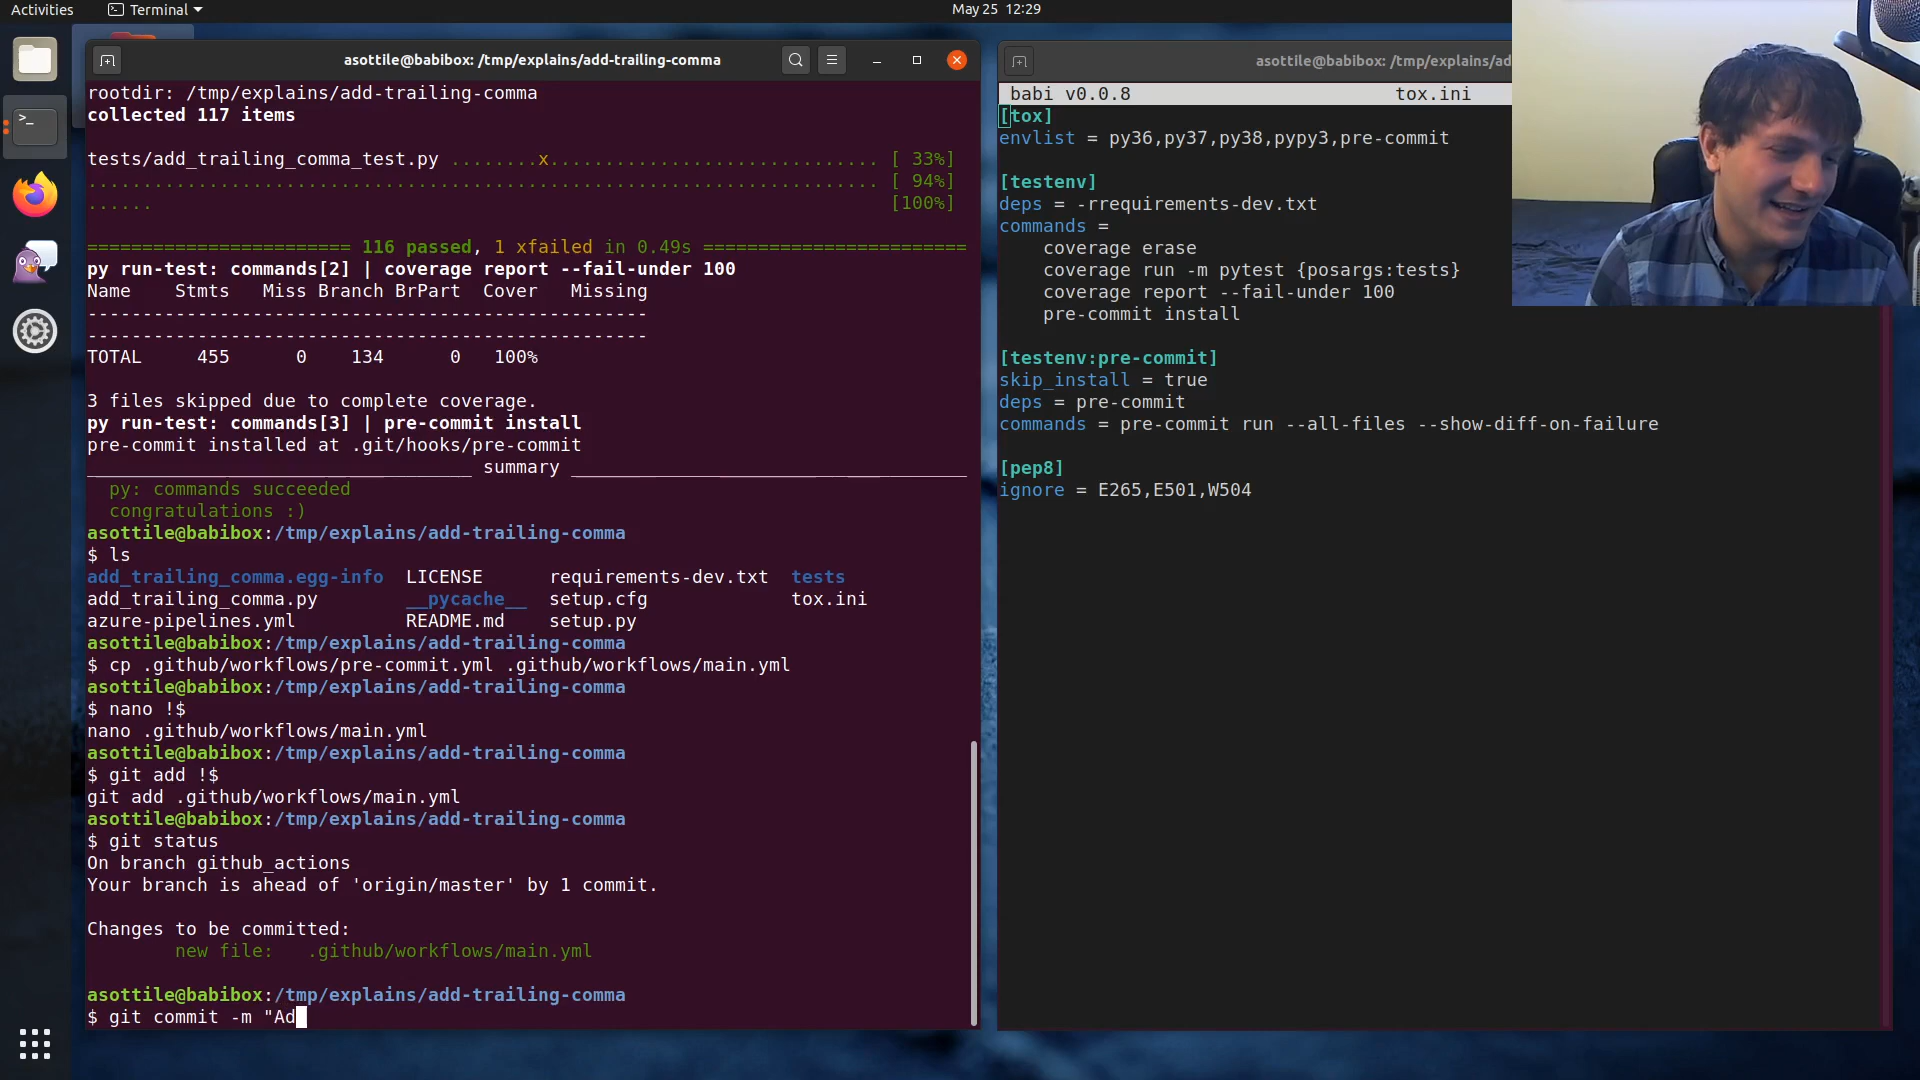 Activities
Terminal
May 25 12:29
asottile@babibox: /tmp/explains/add-trailing-comma
rootdir: /tmp/explains/add-trailing-comma
collected 117 items
tests/add_trailing_comma_test.py ........x.............................. [ 33%]
........................................................................ [ 94%]
...... [100%]
======================== 116 passed, 1 xfailed in 0.49s ========================
py run-test: commands[2] | coverage report --fail-under 100
Name    Stmts   Miss Branch BrPart  Cover   Missing
---------------------------------------------------
---------------------------------------------------
TOTAL     455      0    134      0   100%
3 files skipped due to complete coverage.
py run-test: commands[3] | pre-commit install
pre-commit installed at .git/hooks/pre-commit
___________________________________ summary ____________________________________
py: commands succeeded
congratulations :)
asottile@babibox:/tmp/explains/add-trailing-comma
$ ls
add_trailing_comma.egg-info  LICENSE      requirements-dev.txt  tests
add_trailing_comma.py        __pycache__  setup.cfg             tox.ini
azure-pipelines.yml          README.md    setup.py
asottile@babibox:/tmp/explains/add-trailing-comma
$ cp .github/workflows/pre-commit.yml .github/workflows/main.yml
asottile@babibox:/tmp/explains/add-trailing-comma
$ nano !$
nano .github/workflows/main.yml
asottile@babibox:/tmp/explains/add-trailing-comma
$ git add !$
git add .github/workflows/main.yml
asottile@babibox:/tmp/explains/add-trailing-comma
$ git status
On branch github_actions
Your branch is ahead of 'origin/master' by 1 commit.
Changes to be committed:
new file:   .github/workflows/main.yml
asottile@babibox:/tmp/explains/add-trailing-comma
$ git commit -m "Ad
asottile@babibox: /tmp/explains/ad
babi v0.0.8 tox.ini
[tox]
envlist = py36,py37,py38,pypy3,pre-commit
[testenv]
deps = -rrequirements-dev.txt
commands =
coverage erase
coverage run -m pytest {posargs:tests}
coverage report --fail-under 100
pre-commit install
[testenv:pre-commit]
skip_install = true
deps = pre-commit
commands = pre-commit run --all-files --show-diff-on-failure
[pep8]
ignore = E265,E501,W504